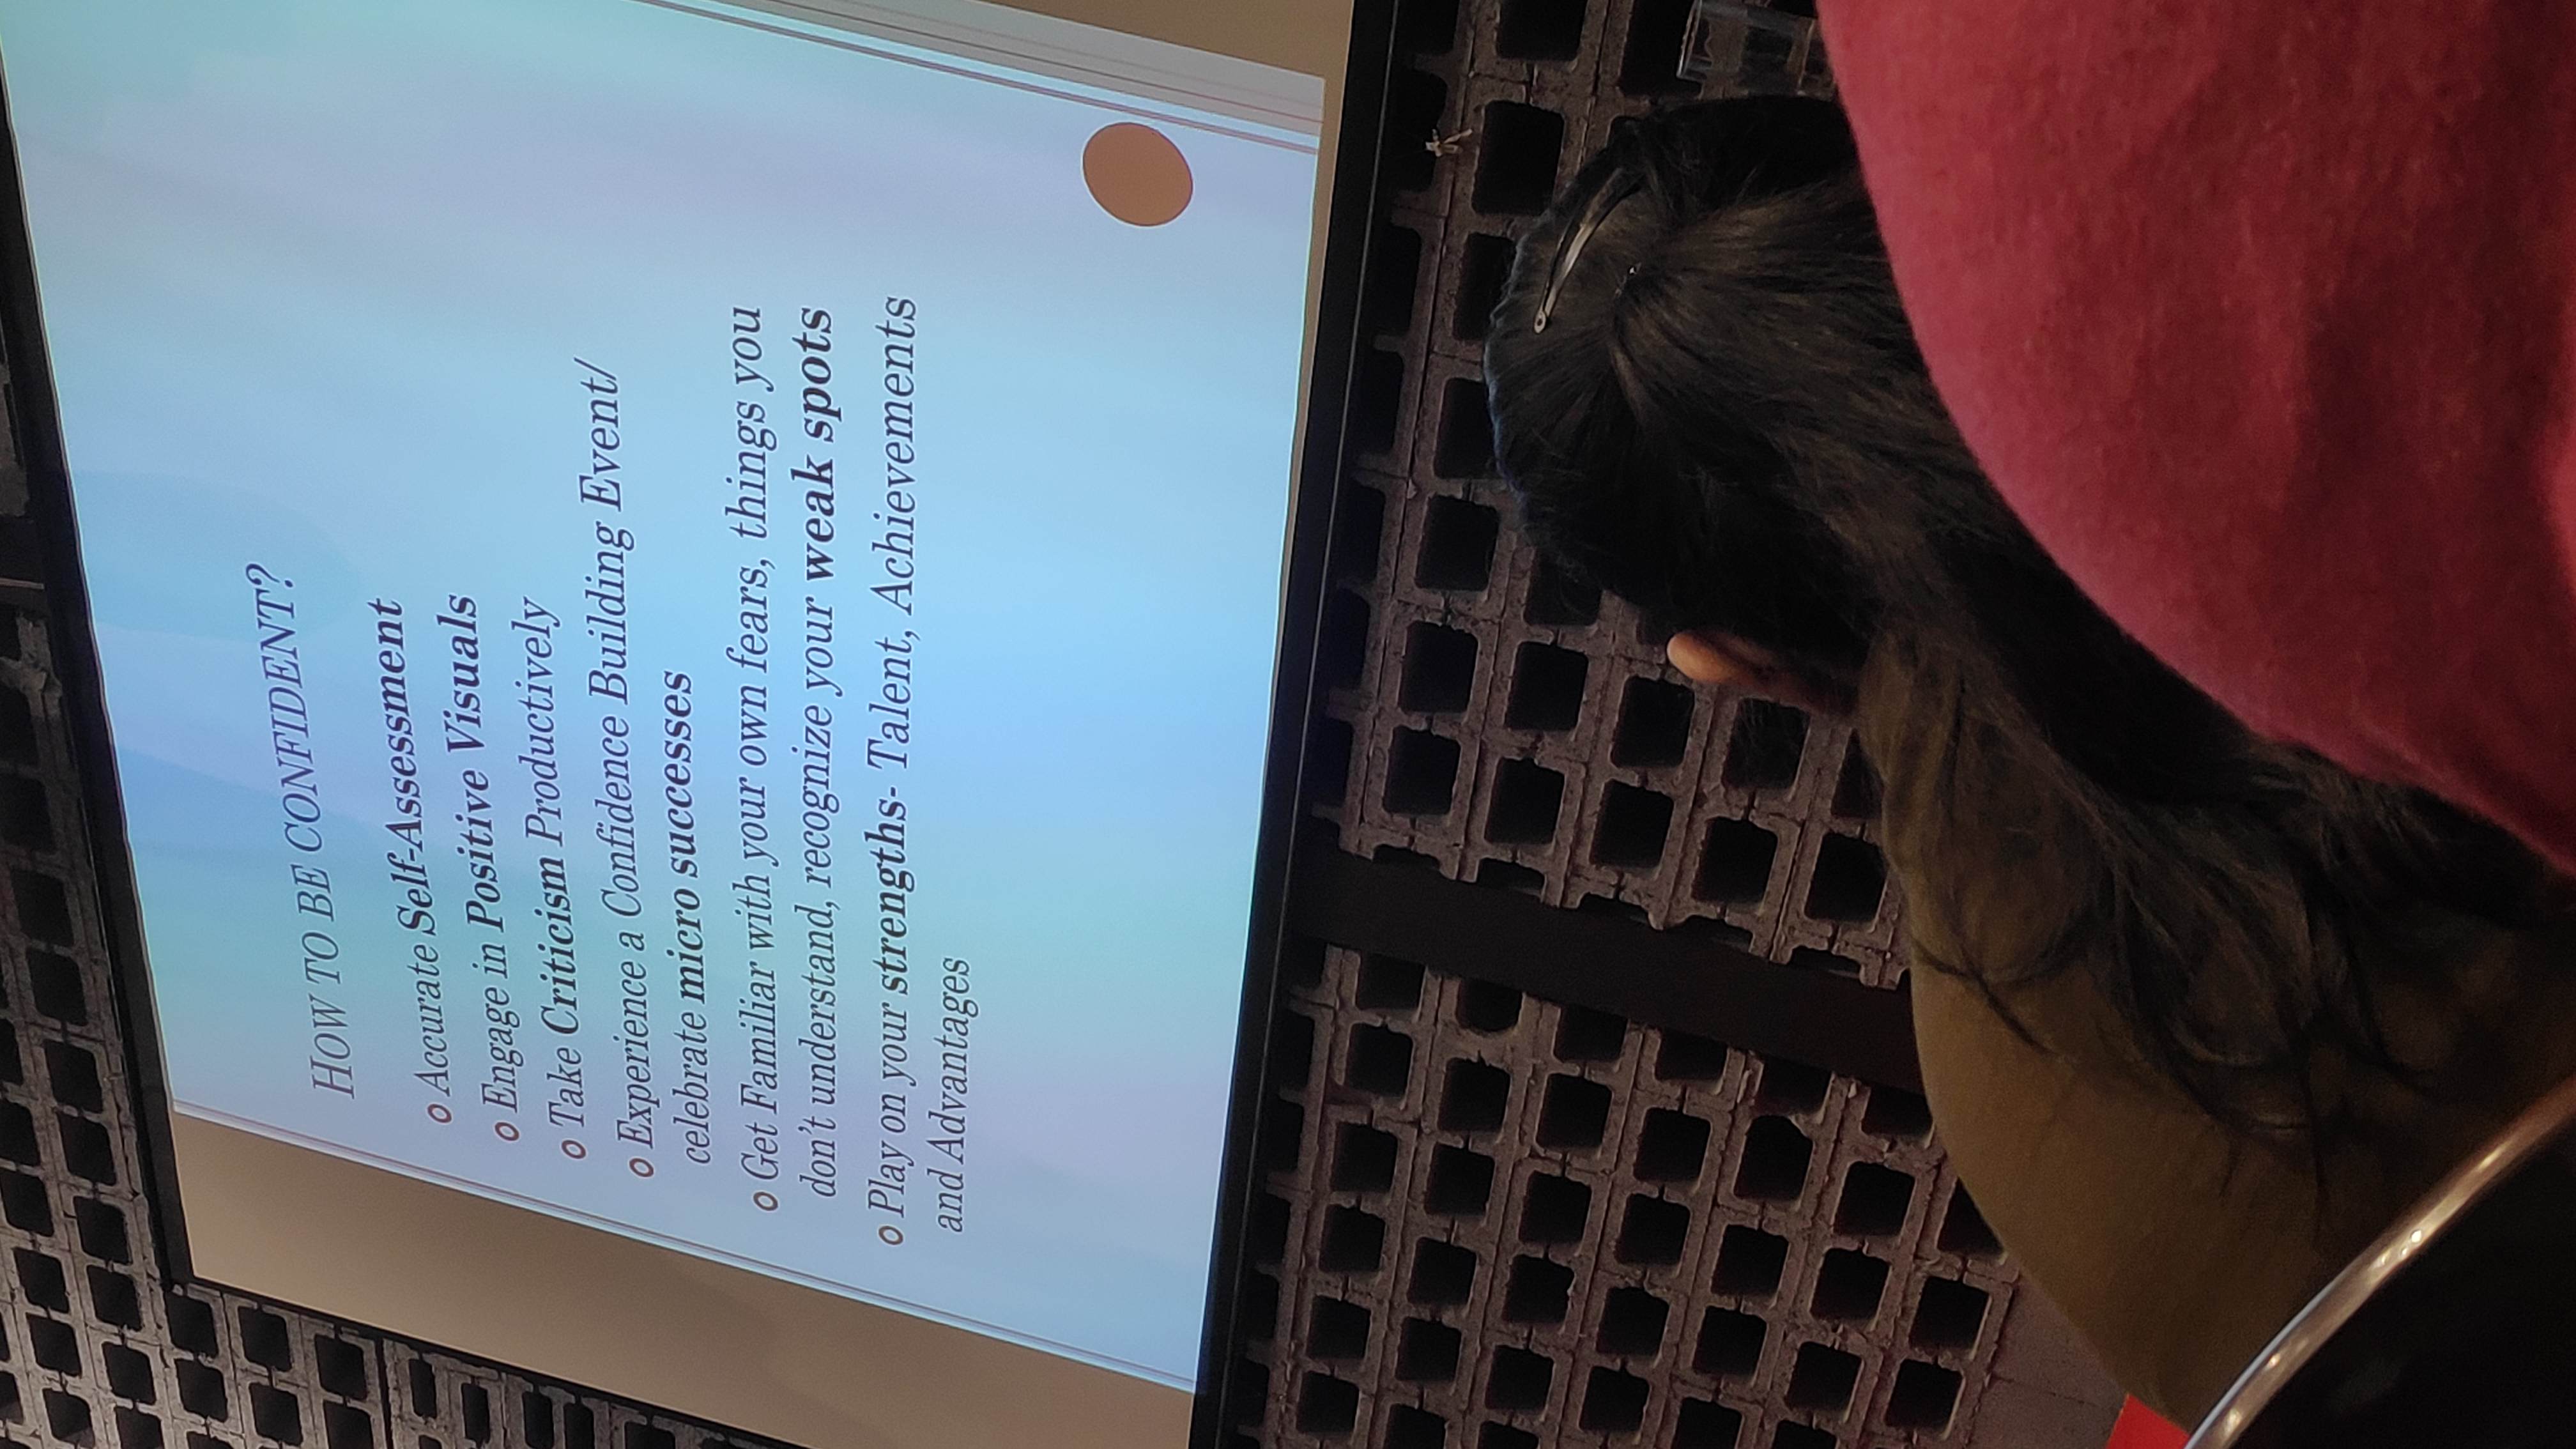 HOW TO BE CONFIDENT?
Accurate Self-Assessment
Engage in Positive Visuals
Take Criticism Productively
Experience a Confidence Building Event/
celebrate micro successes
Get Familiar with your own fears, things you
don't understand, recognize your weak spots
Play on your strengths- Talent, Achievements
and Advantages